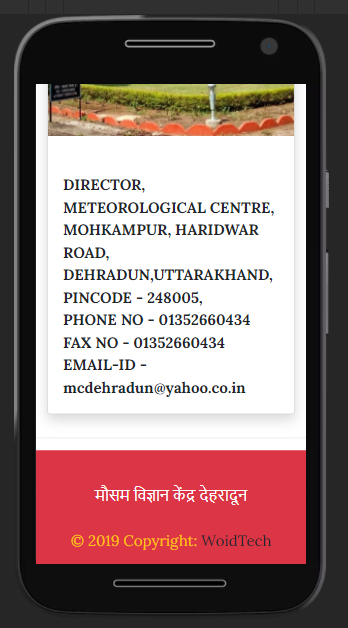 DIRECTOR,
METEOROLOGICAL CENTRE,
MOHKAMPUR, HARIDWAR
ROAD,
DEHRADUN,UTTARAKHAND,
PINCODE - 248005,
PHONE NO - 01352660434
FAX NO - 01352660434
EMAIL-ID -
mcdehradun@yahoo.co.in
मौसम विज्ञान केंद्र देहरादून
© 2019 Copyright: WoidTech